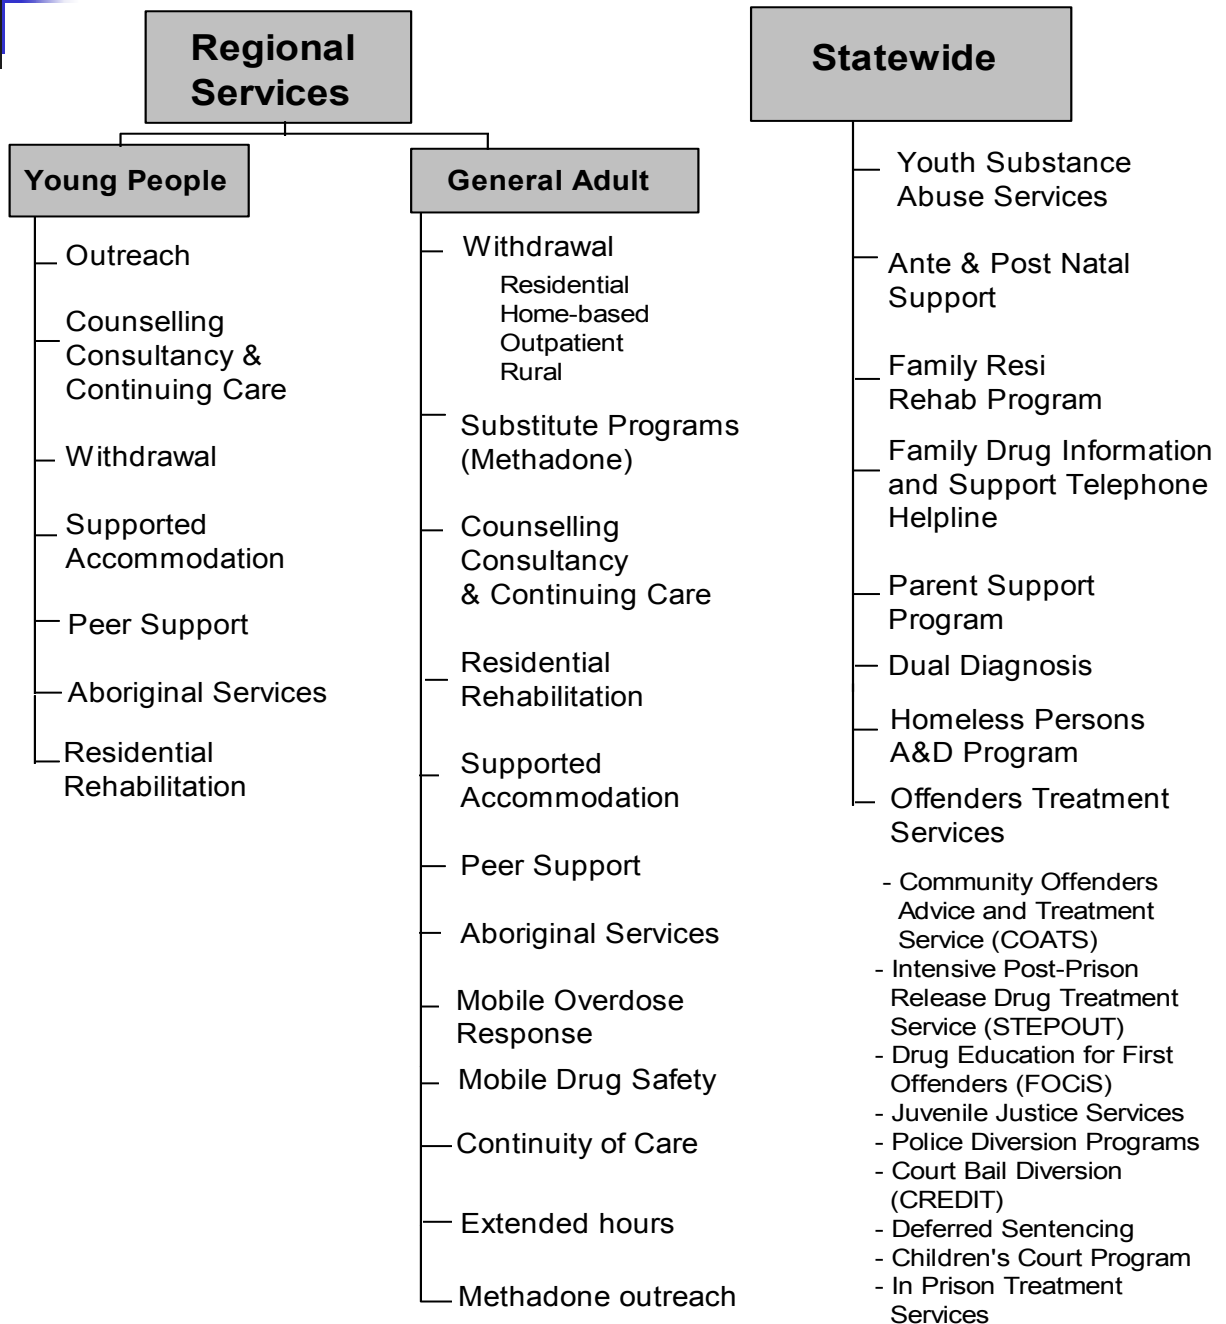 Regional
Services
Young People
Outreach
Counselling
Consultancy &
Continuing Care
Withdrawal
Supported
Accommodation
Peer Support
Aboriginal Services
Residential
Rehabilitation
General Adult
Withdrawal
Residential
Home-based
Outpatient
Rural
Substitute Programs
(Methadone)
Counselling
Consultancy
& Continuing Care
Residential
Rehabilitation
Supported
Accommodation
Peer Support
Aboriginal Services
Mobile Overdose
Response
Mobile Drug Safety
Continuity of Care
Extended hours
Methadone outreach
Statewide
Youth Substance
Abuse Services
Ante & Post Natal
Support
Family Resi
Rehab Program
Family Drug Information
and Support Telephone
Helpline
Parent Support
Program
Dual Diagnosis
Homeless Persons
A&D Program
Offenders Treatment
Services
- Community Offenders
Advice and Treatment
Service (COATS)
- Intensive Post-Prison
Release Drug Treatment
Service (STEPOUT)
- Drug Education for First
Offenders (FOCiS)
- Juvenile Justice Services
- Police Diversion Programs
- Court Bail Diversion
(CREDIT)
- Deferred Sentencing
- Children's Court Program
- In Prison Treatment
Services